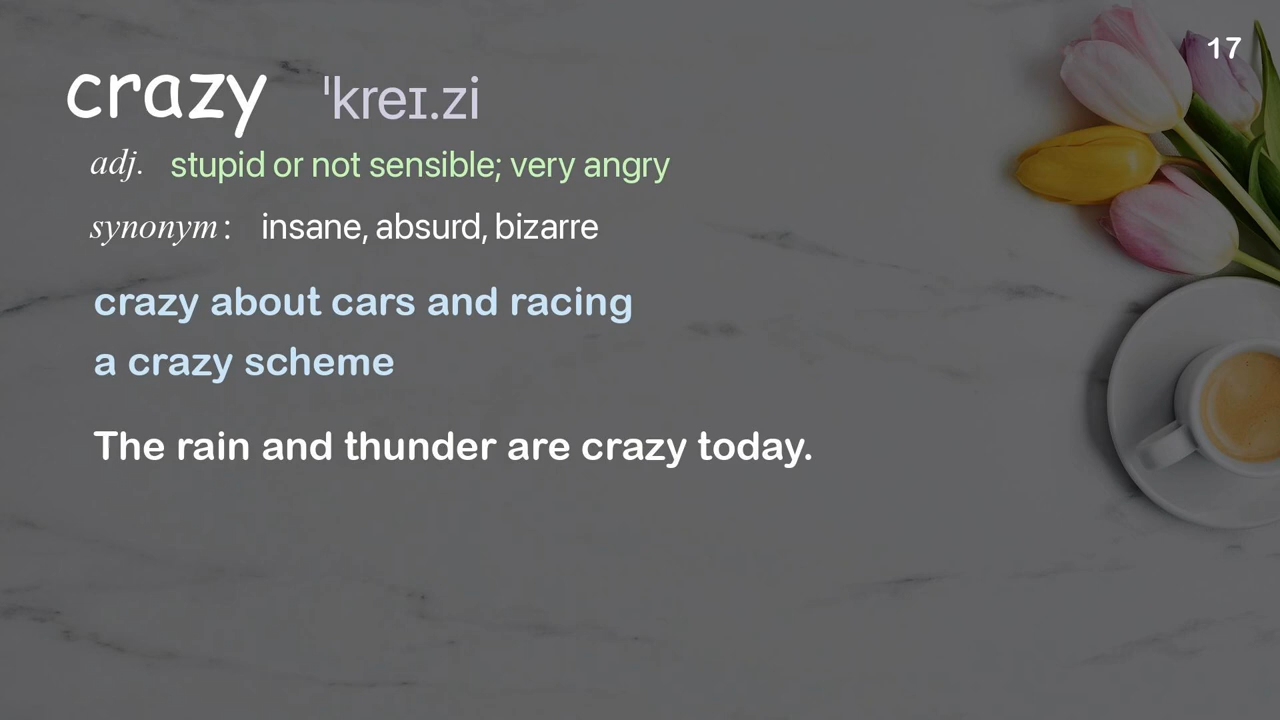 17
crazy ˈkreɪ.zi
adj. stupid or not sensible; very angry
synonym: insane, absurd, bizarre
crazy about cars and racing
a crazy scheme
The rain and thunder are crazy today.